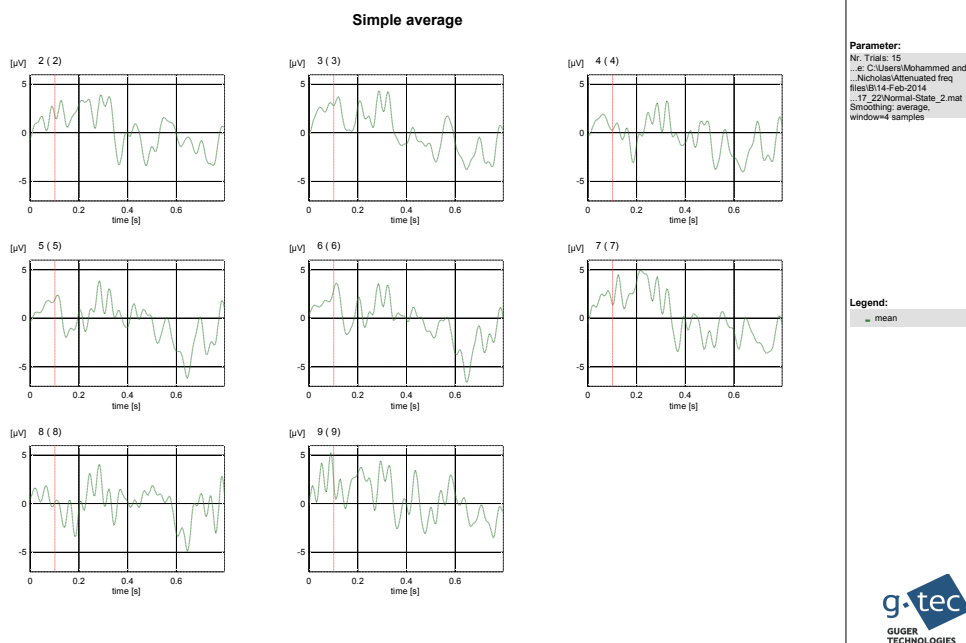 Simple average
[µV] 2 ( 2)
5
0
-5
0 0.2 0.4 0.6
time [s]
[µV] 3 ( 3)
5
0
-5
0 0.2 0.4 0.6
time [s]
[µV] 4 ( 4)
5
0
-5
0 0.2 0.4 0.6
time [s]
[µV] 5 ( 5)
5
0
-5
0 0.2 0.4 0.6
time [s]
[µV] 6 ( 6)
5
0
-5
0 0.2 0.4 0.6
time [s]
[µV] 7 ( 7)
5
0
-5
0 0.2 0.4 0.6
time [s]
[µV] 8 ( 8)
5
0
-5
0 0.2 0.4 0.6
time [s]
[µV] 9 ( 9)
5
0
-5
0 0.2 0.4 0.6
time [s]
Parameter:
Nr. Trials: 15
...e: C:\Users\Mohammed and
...Nicholas\Attenuated freq
files\B\14-Feb-2014
...17_22\Normal-State_2.mat
Smoothing: average,
window=4 samples
Legend:
mean
g.tec
GUGER
TECHNOLOGIES